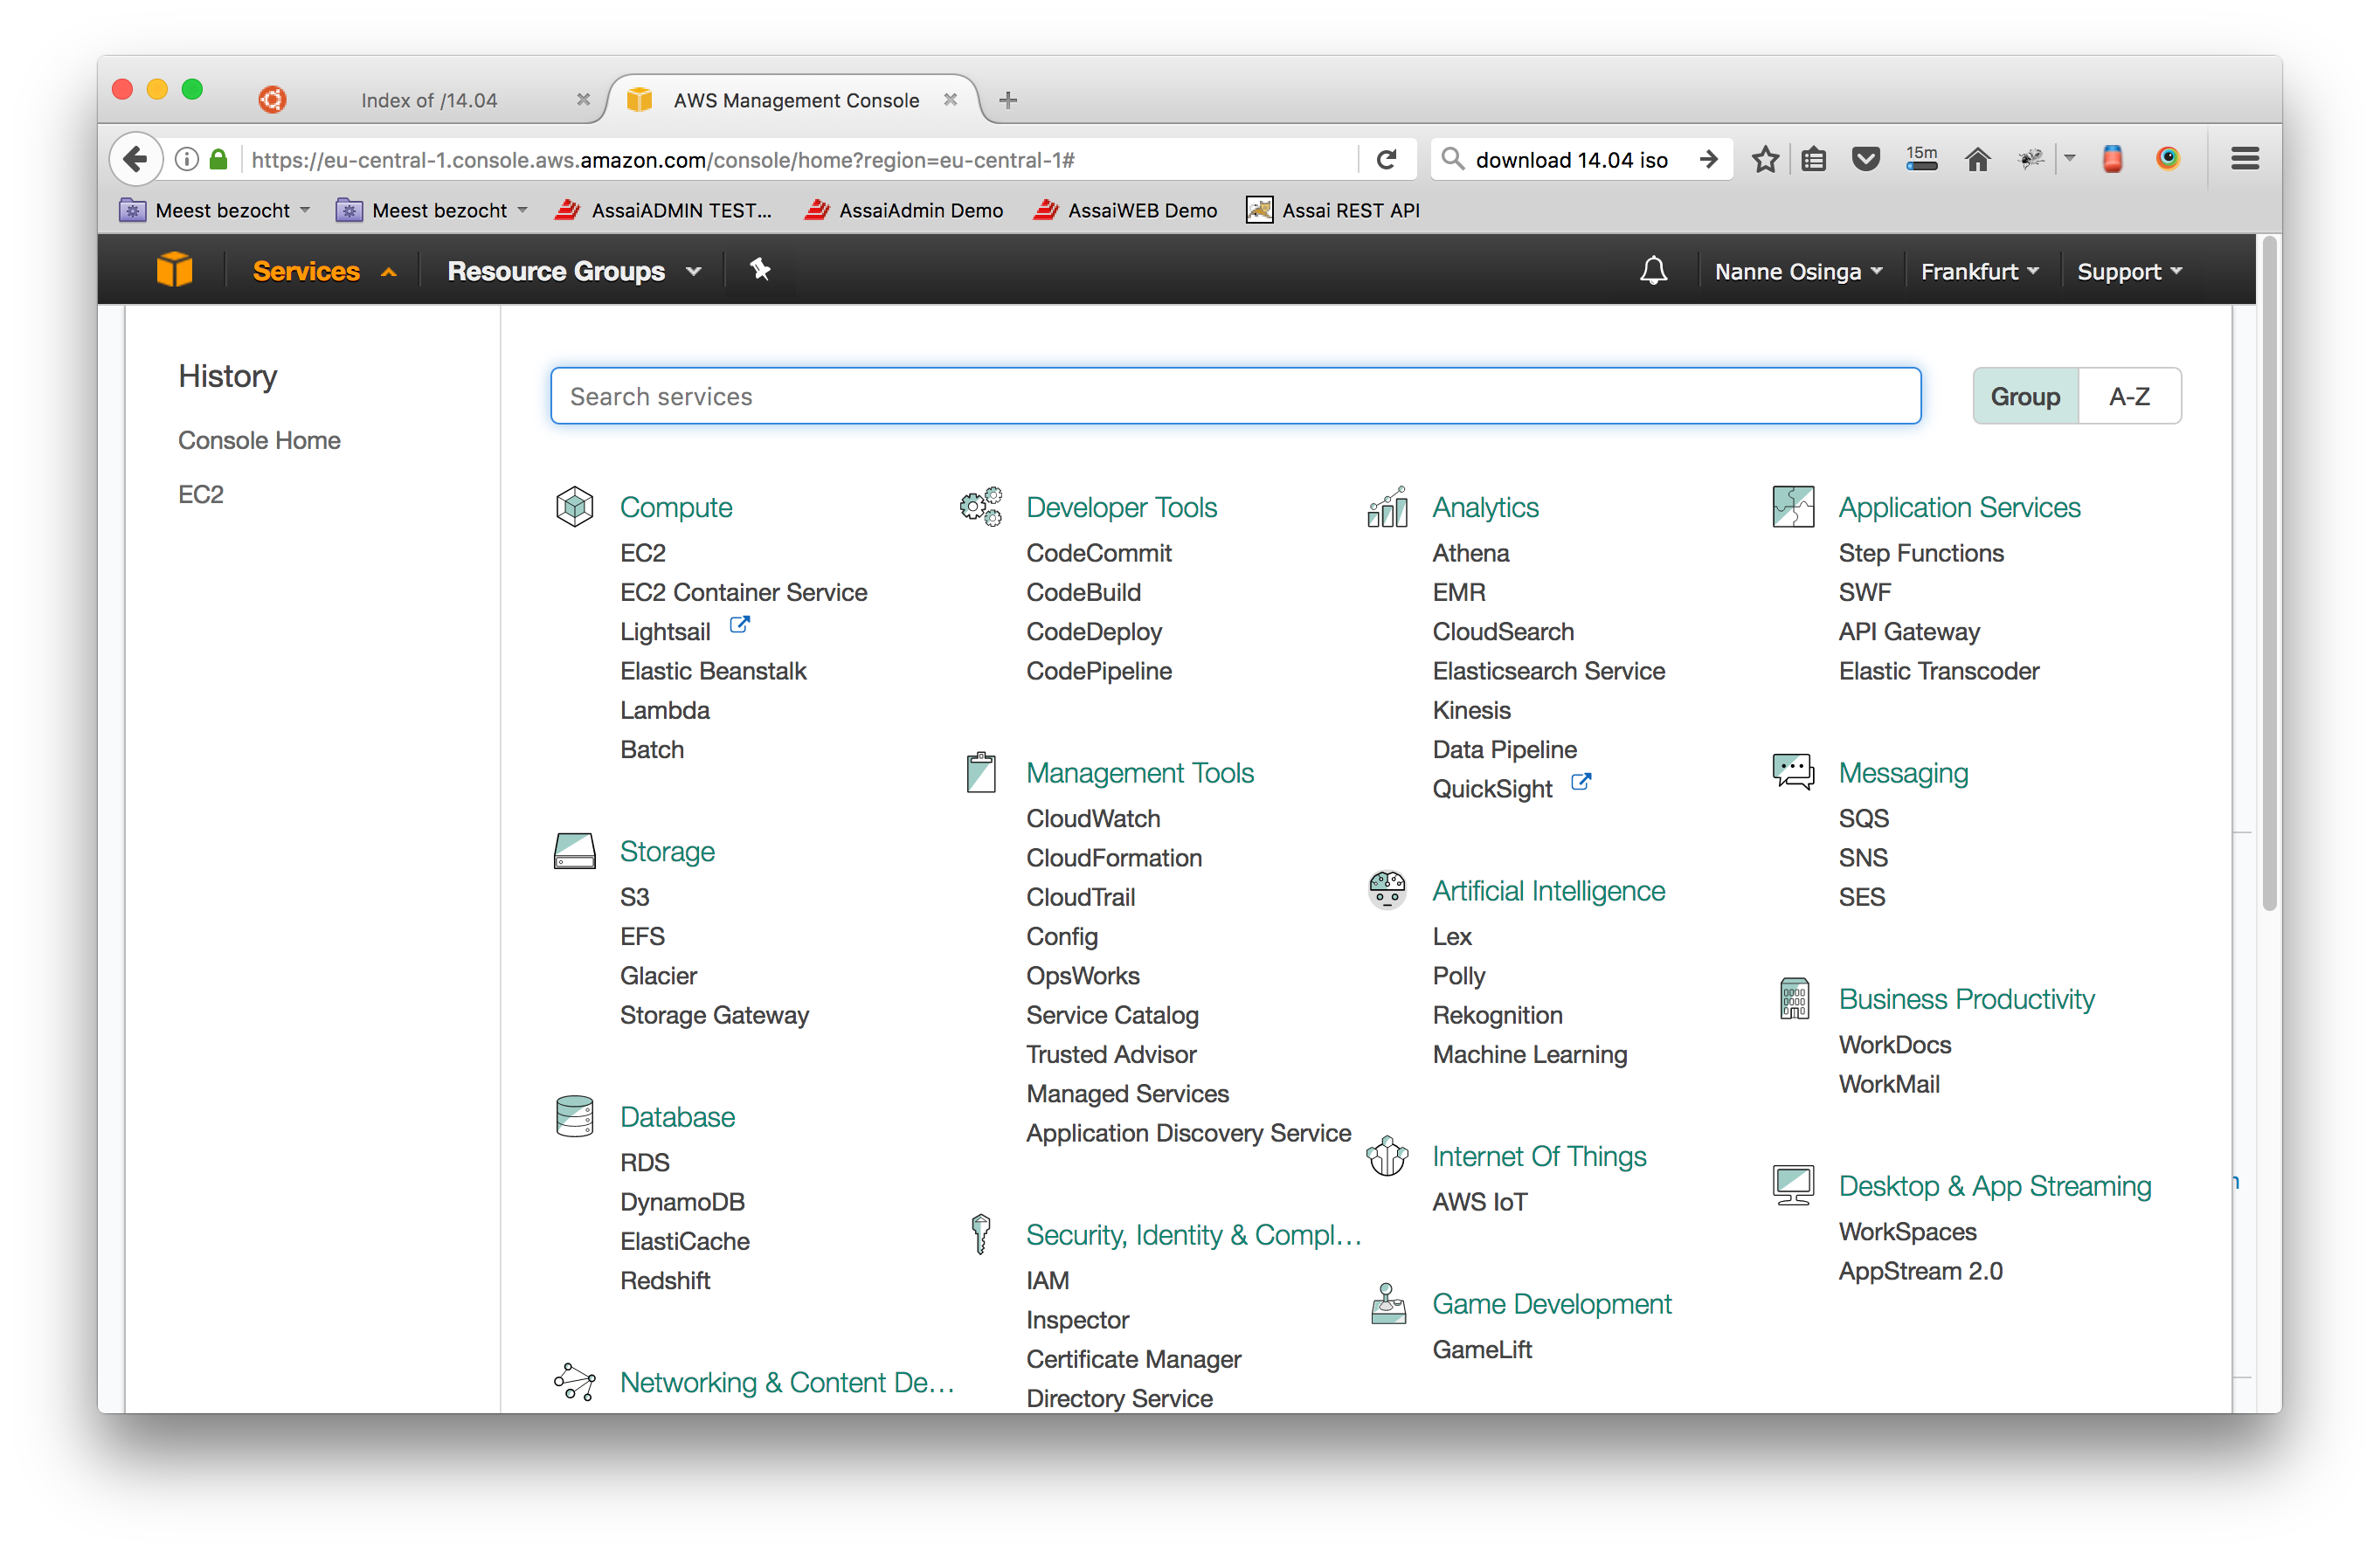 Index of /14.04
AWS Management Console
https://eu-central-1.console.aws.amazon.com/console/home?region=eu-central-1#
download 14.04 iso
15m
Meest bezocht
Meest bezocht
AssaiADMIN TEST...
AssaiAdmin Demo
AssaiWEB Demo
Assai REST API
Services
Resource Groups
Nanne Osinga
Frankfurt
Support
History
Console Home
EC2
Search services
Group
A-Z
Compute
EC2
EC2 Container Service
Lightsail
Elastic Beanstalk
Lambda
Batch
Storage
S3
EFS
Glacier
Storage Gateway
Database
RDS
DynamoDB
ElastiCache
Redshift
Networking & Content De...
Developer Tools
CodeCommit
CodeBuild
CodeDeploy
CodePipeline
Management Tools
CloudWatch
CloudFormation
CloudTrail
Config
OpsWorks
Service Catalog
Trusted Advisor
Managed Services
Application Discovery Service
Security, Identity & Compl...
IAM
Inspector
Certificate Manager
Directory Service
Analytics
Athena
EMR
CloudSearch
Elasticsearch Service
Kinesis
Data Pipeline
QuickSight
Artificial Intelligence
Lex
Polly
Rekognition
Machine Learning
Internet Of Things
AWS IoT
Game Development
GameLift
Application Services
Step Functions
SWF
API Gateway
Elastic Transcoder
Messaging
SQS
SNS
SES
Business Productivity
WorkDocs
WorkMail
Desktop & App Streaming
WorkSpaces
AppStream 2.0